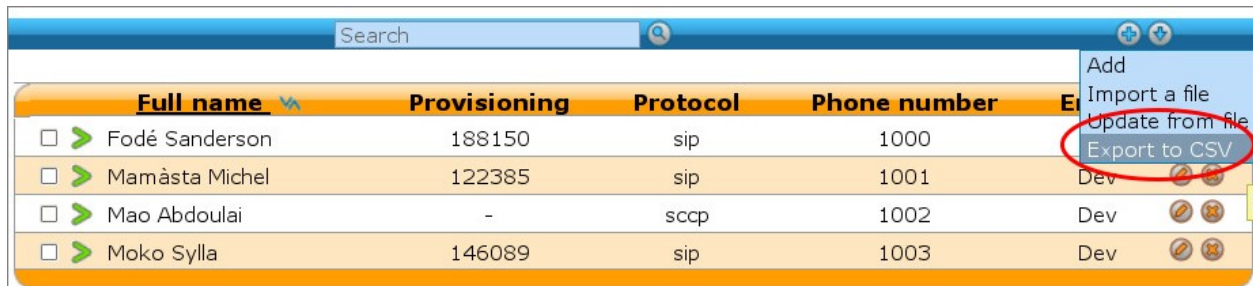 Search
Add
Import a file
Update from file
Export to CSV
Full name Provisioning Protocol Phone number
Fodé Sanderson 188150 sip 1000
Mamàsta Michel 122385 sip 1001 Dev
Mao Abdoulai - sccp 1002 Dev
Moko Sylla 146089 sip 1003 Dev